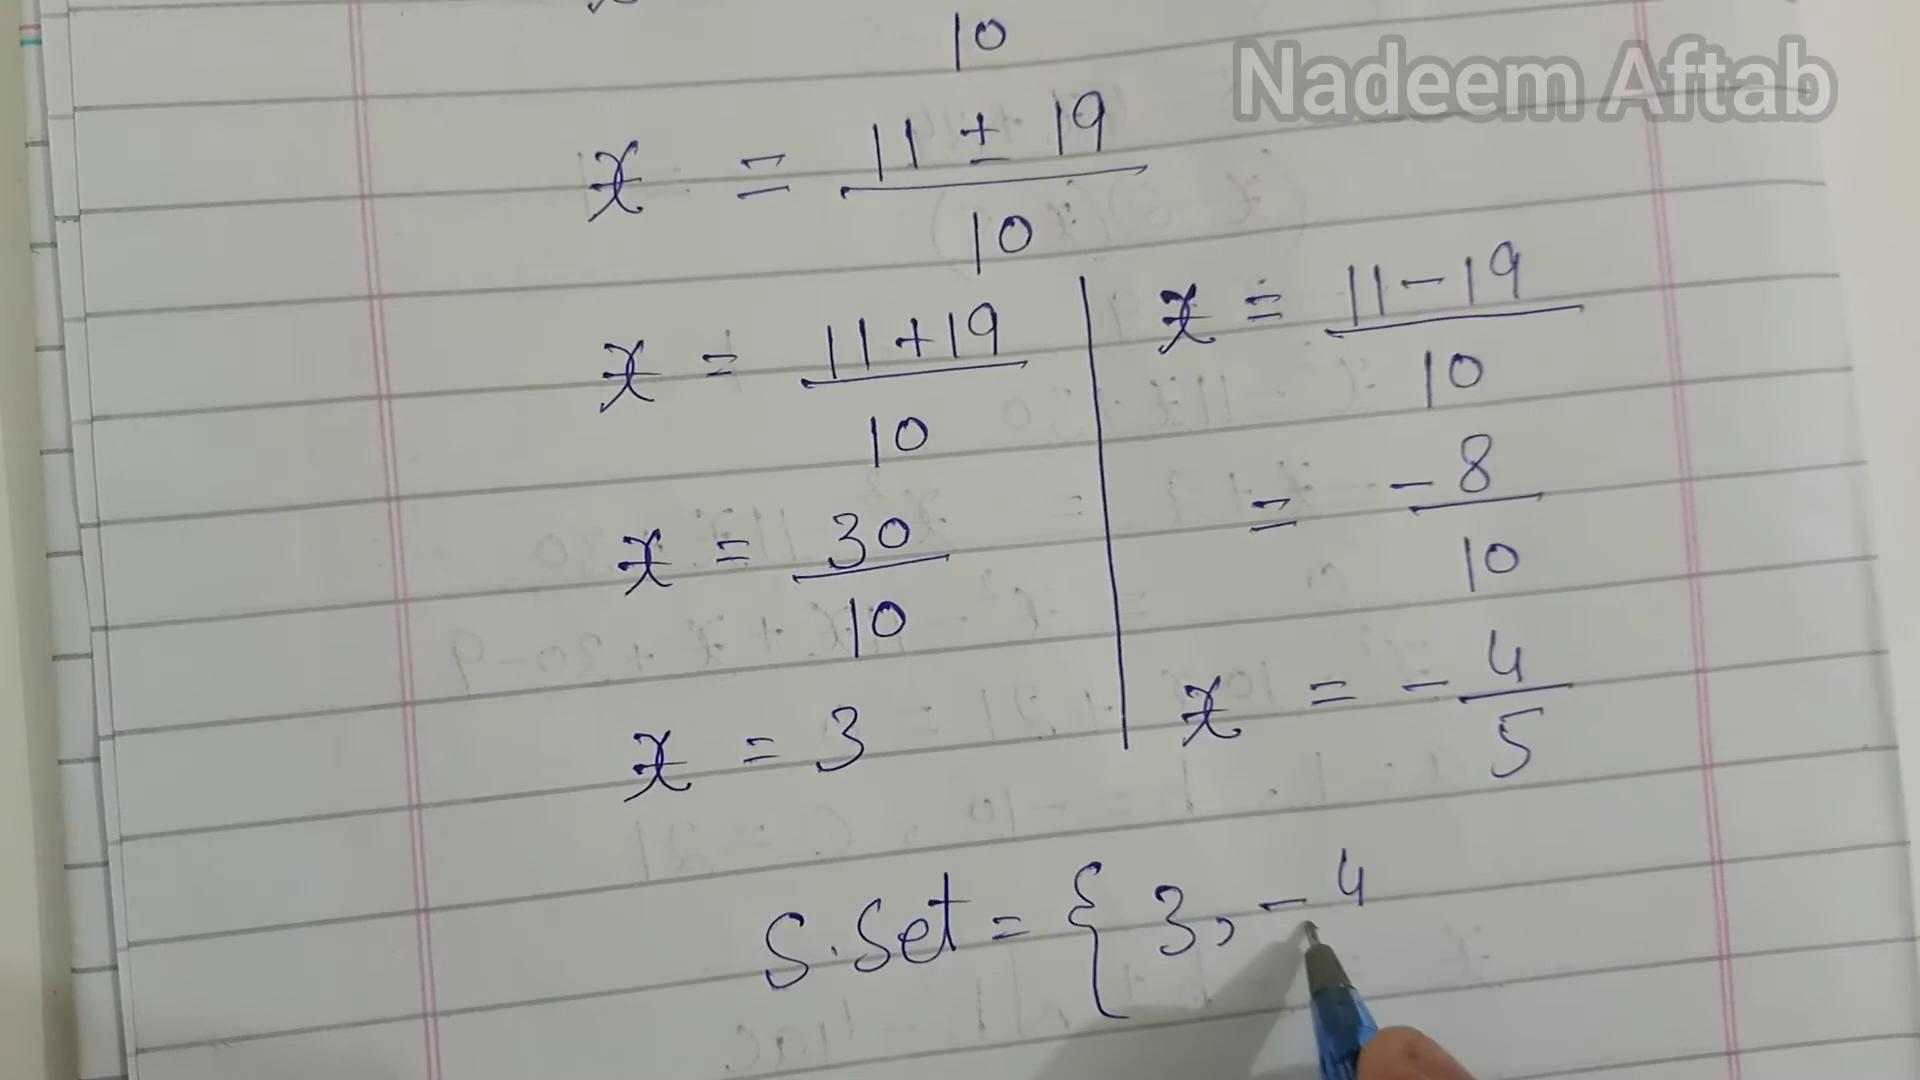 10
Nadeem Aftab
x = 11 ± 19
10
x = 11 + 19
10
x = 30
10
x = 3
x = 11 - 19
10
= - 8
10
x = - 4
5
S.Set = { 3, - 4